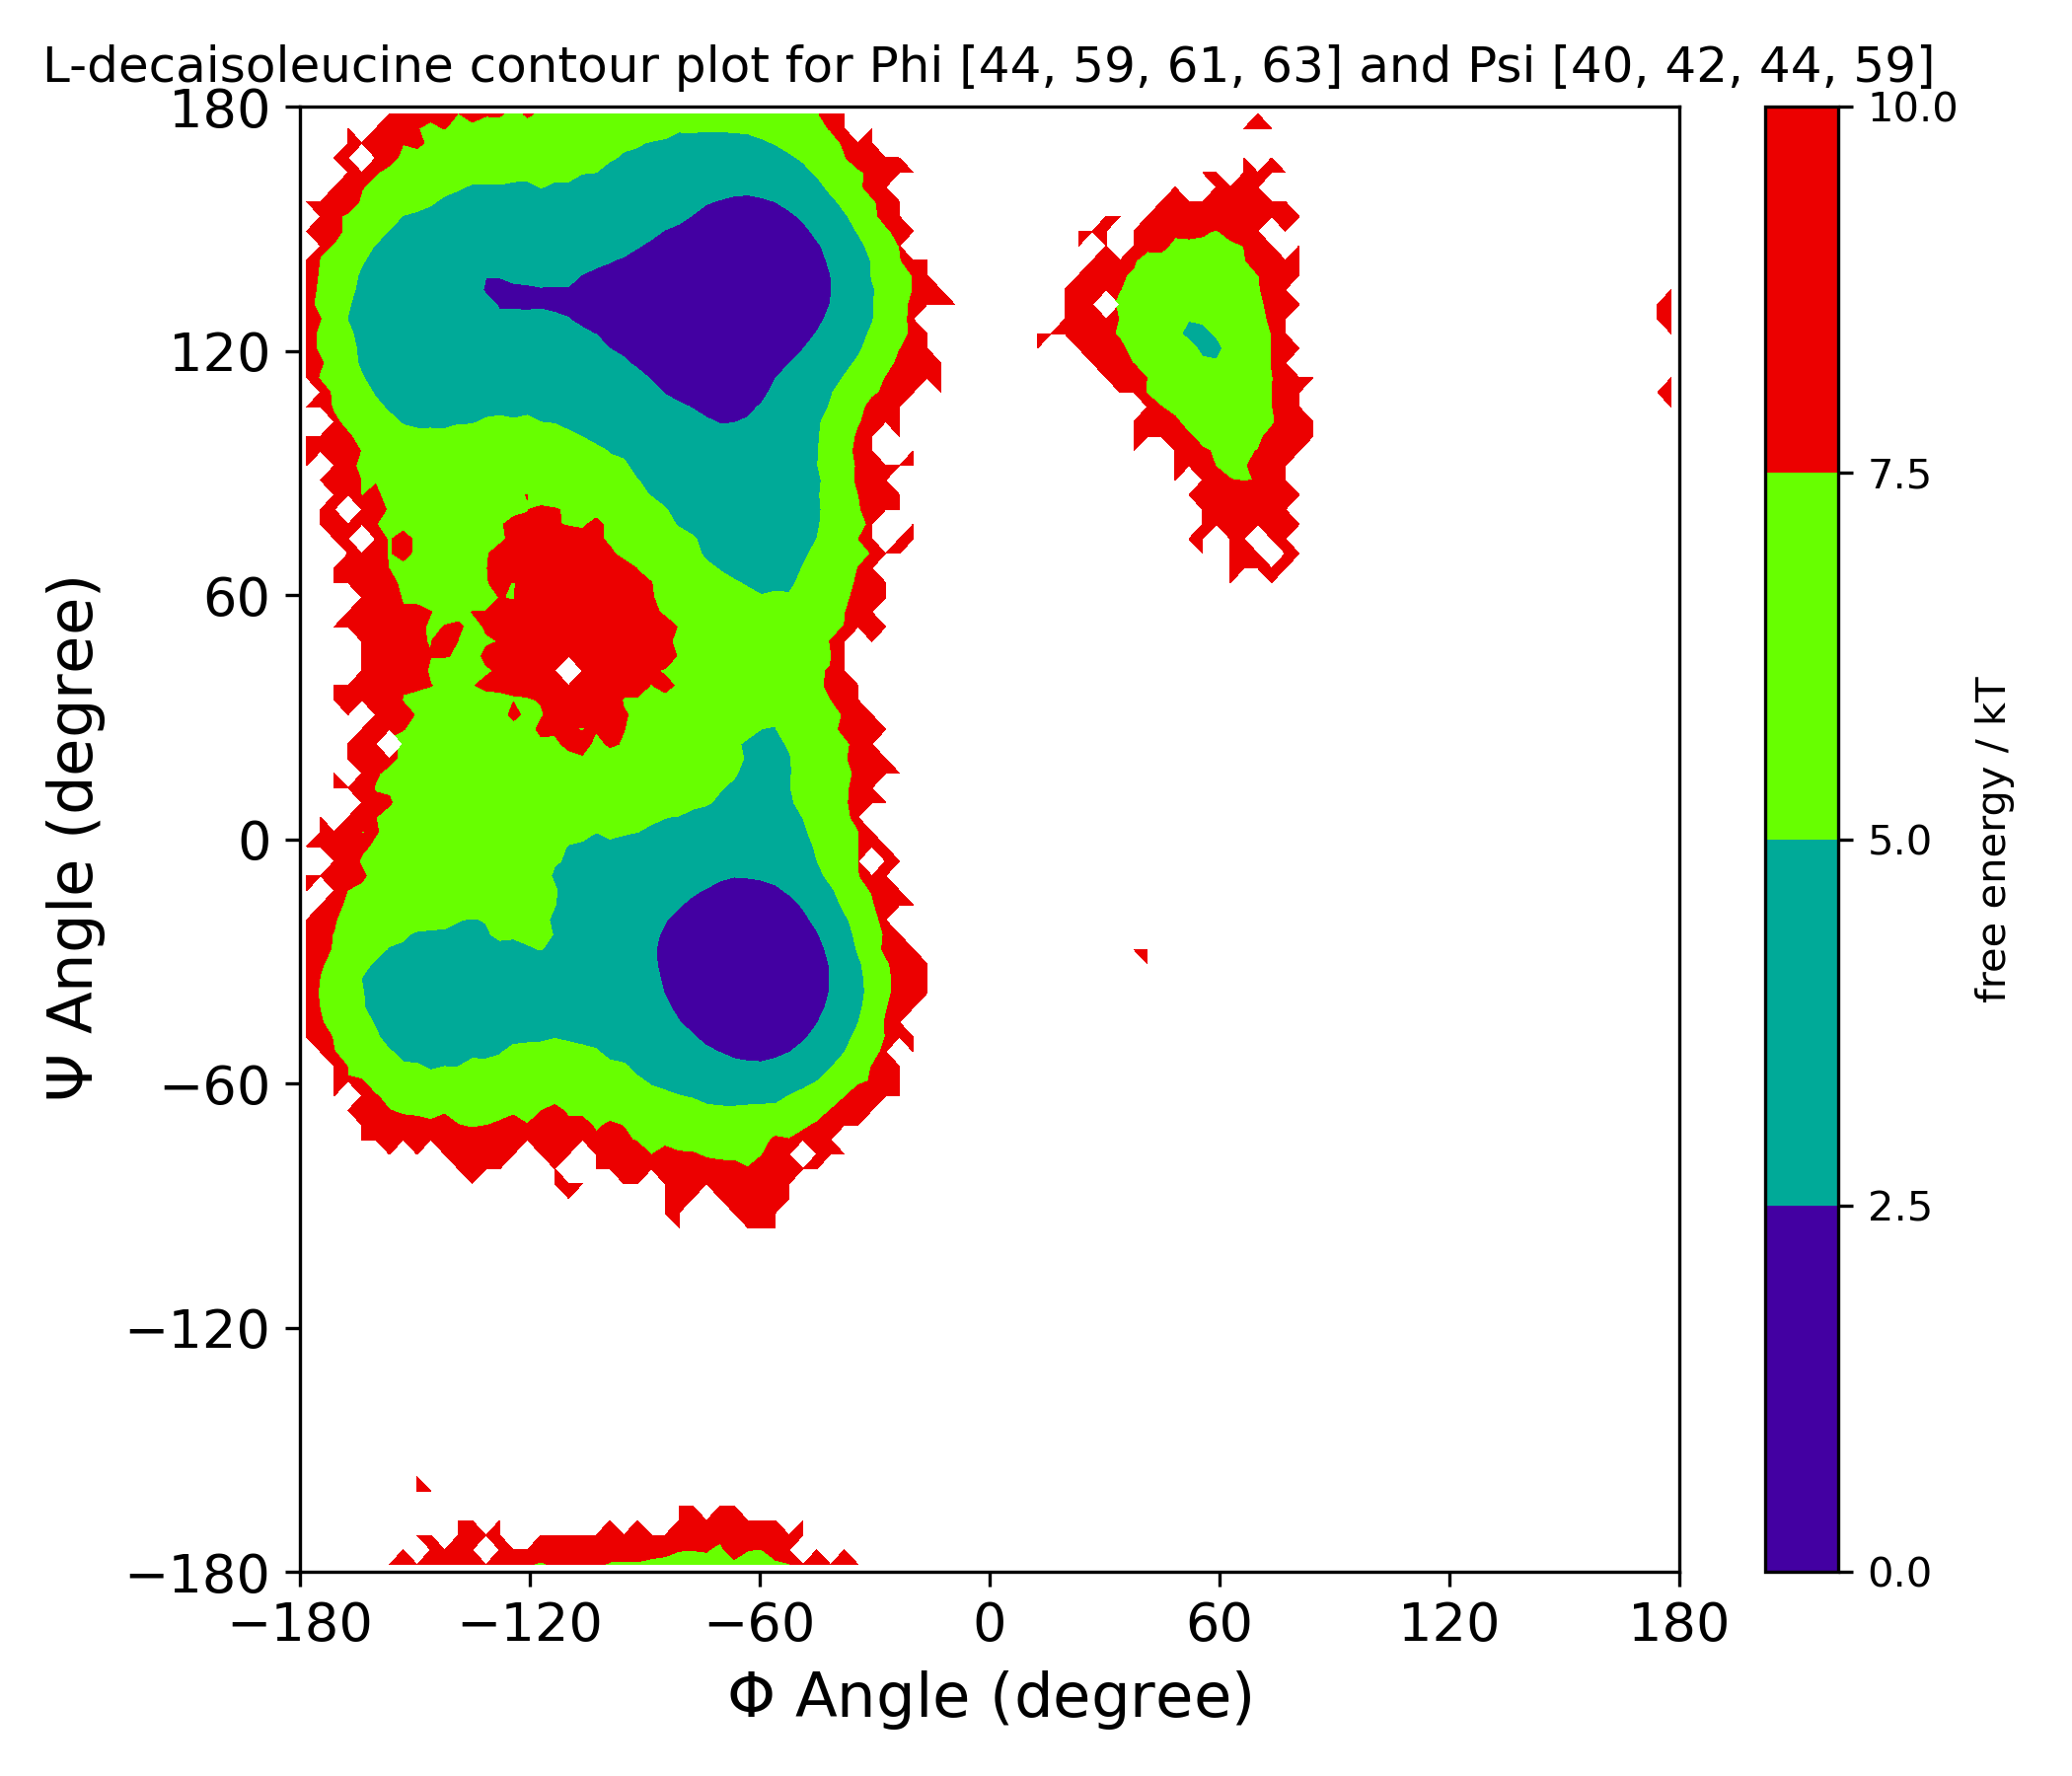 L-decaisoleucine contour plot for Phi [44, 59, 61, 63] and Psi [40, 42, 44, 59]
180
120
60
0
−60
−120
−180
Ψ Angle (degree)
−180 −120 −60 0 60 120 180
Φ Angle (degree)
10.0
7.5
5.0
2.5
0.0
free energy / kT